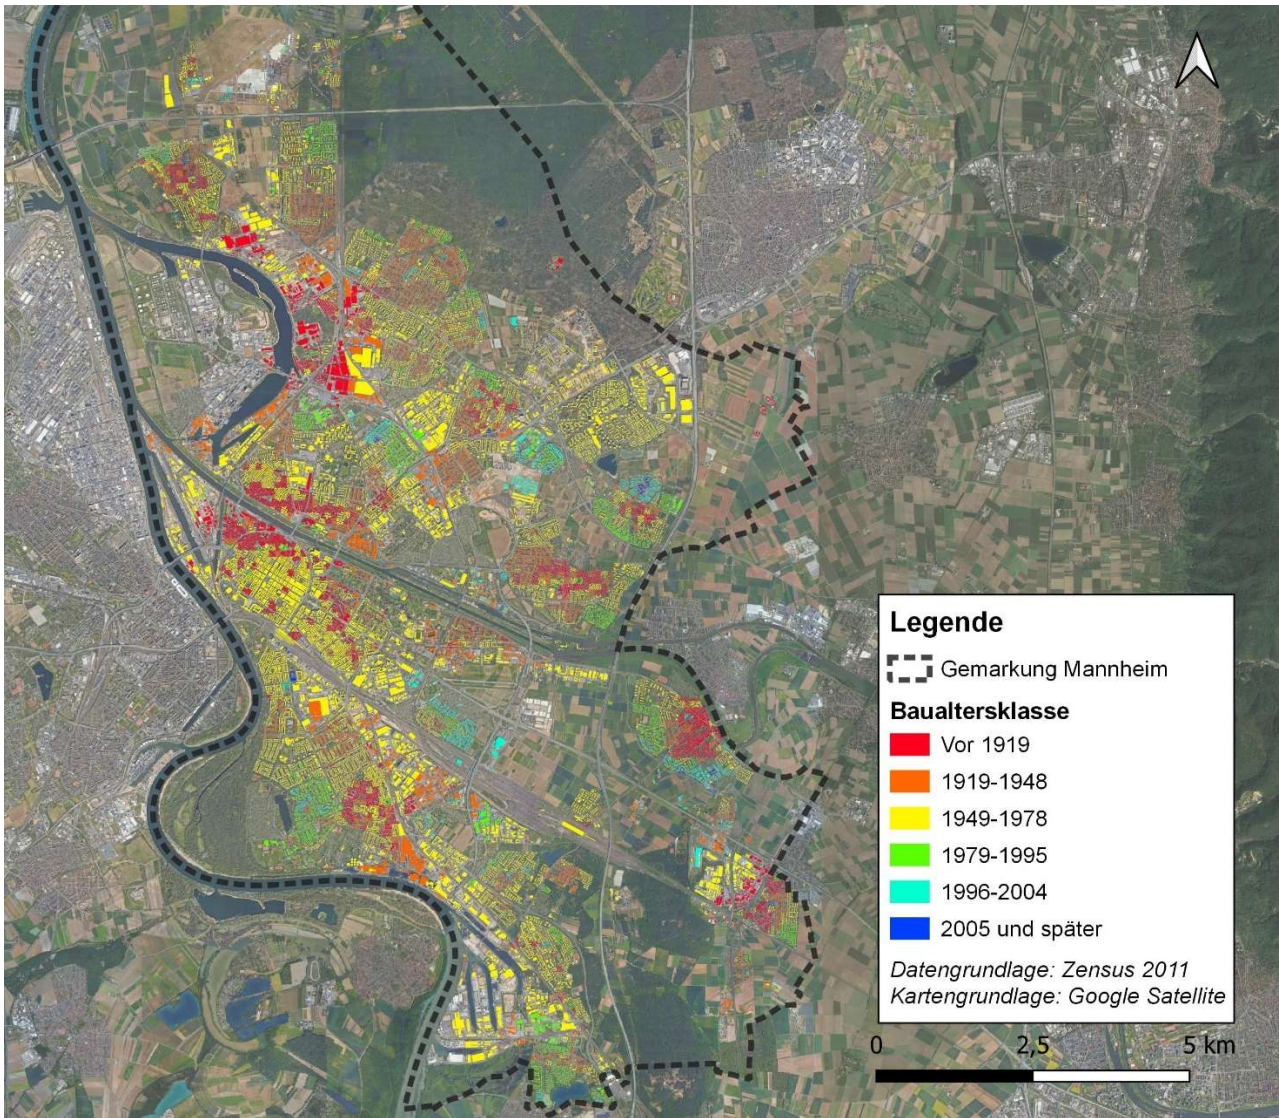 Legende
Gemarkung Mannheim
Baualtersklasse
Vor 1919
1919-1948
1949-1978
1979-1995
1996-2004
2005 und später
Datengrundlage: Zensus 2011
Kartengrundlage: Google Satellite
0 2,5 5 km